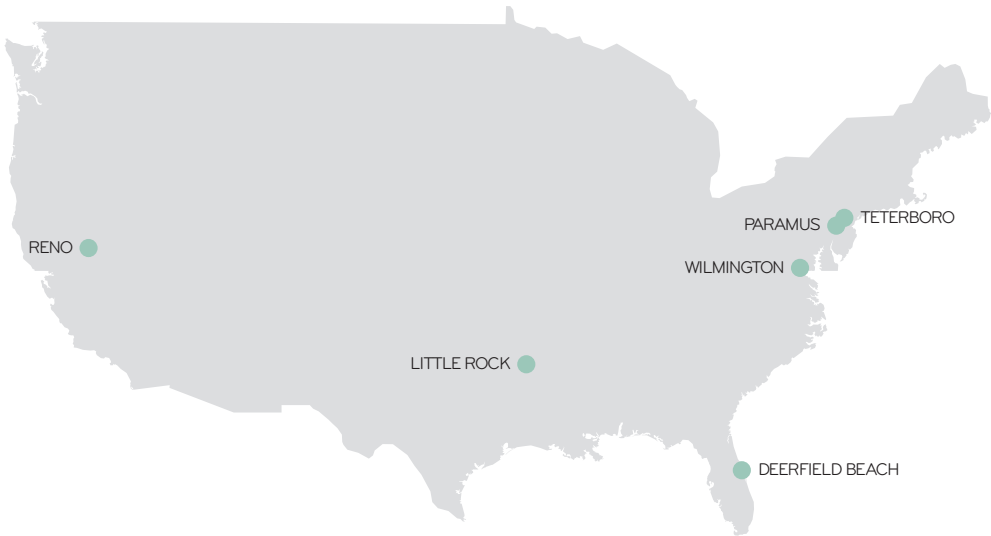 TETERBORO
PARAMUS
RENO
WILMINGTON
LITTLE ROCK
DEERFIELD BEACH